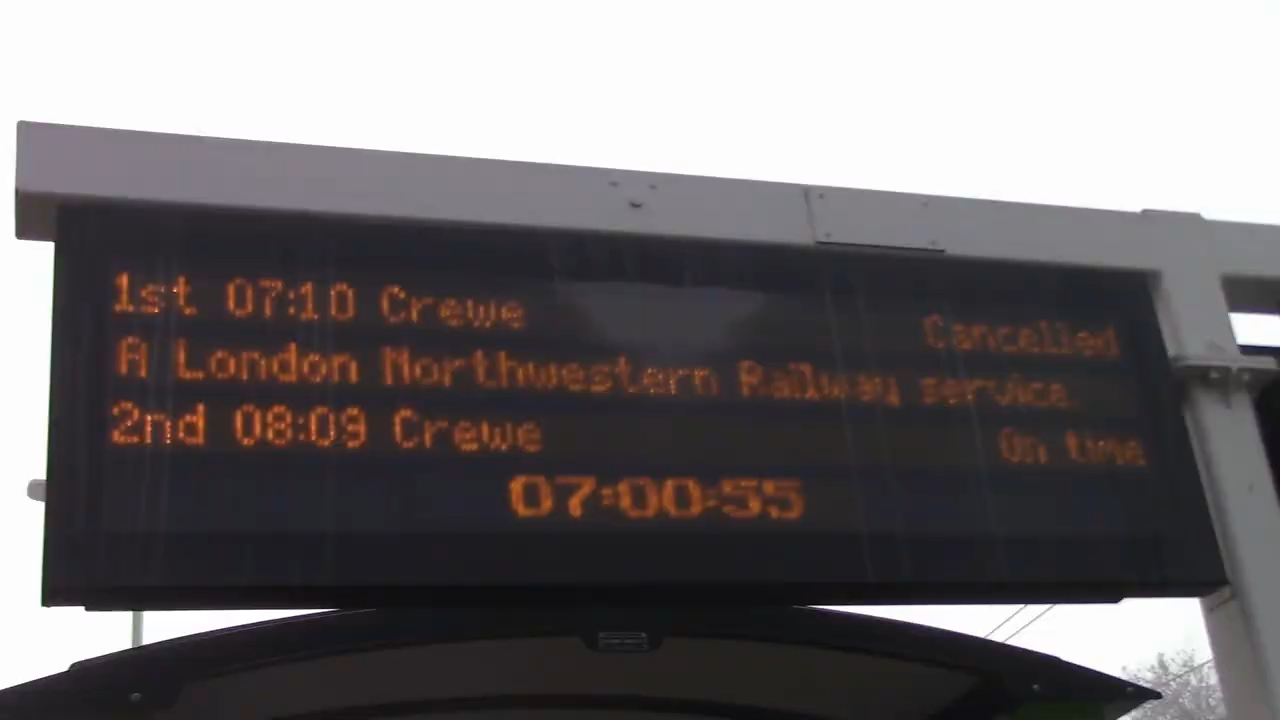 1st 07:10 Crewe Cancelled
A London Northwestern Railway service
2nd 08:09 Crewe On time
07:00:55